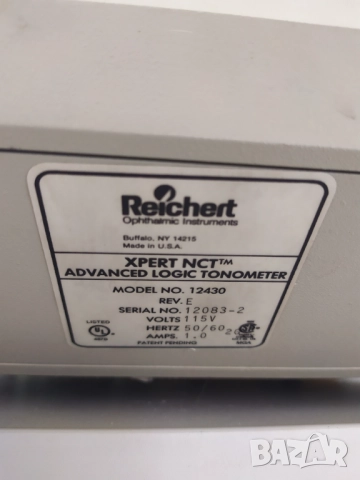 Reichert
Ophthalmic Instruments
Buffalo, NY 14215
Made in U.S.A.
XPERT NCT™
ADVANCED LOGIC TONOMETER
MODEL NO. 12430
REV. E
SERIAL NO. 12083-2
VOLTS 115V
HERTZ 50/60
AMPS. 1.0
PATENT PENDING
LISTED
UL
bazar